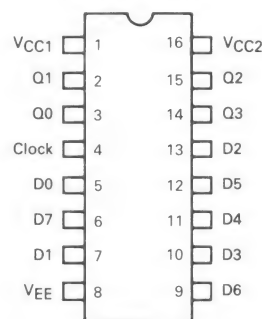 VCC1 1 16 VCC2
Q1 2 15 Q2
Q0 3 14 Q3
Clock 4 13 D2
D0 5 12 D5
D7 6 11 D4
D1 7 10 D3
VEE 8 9 D6